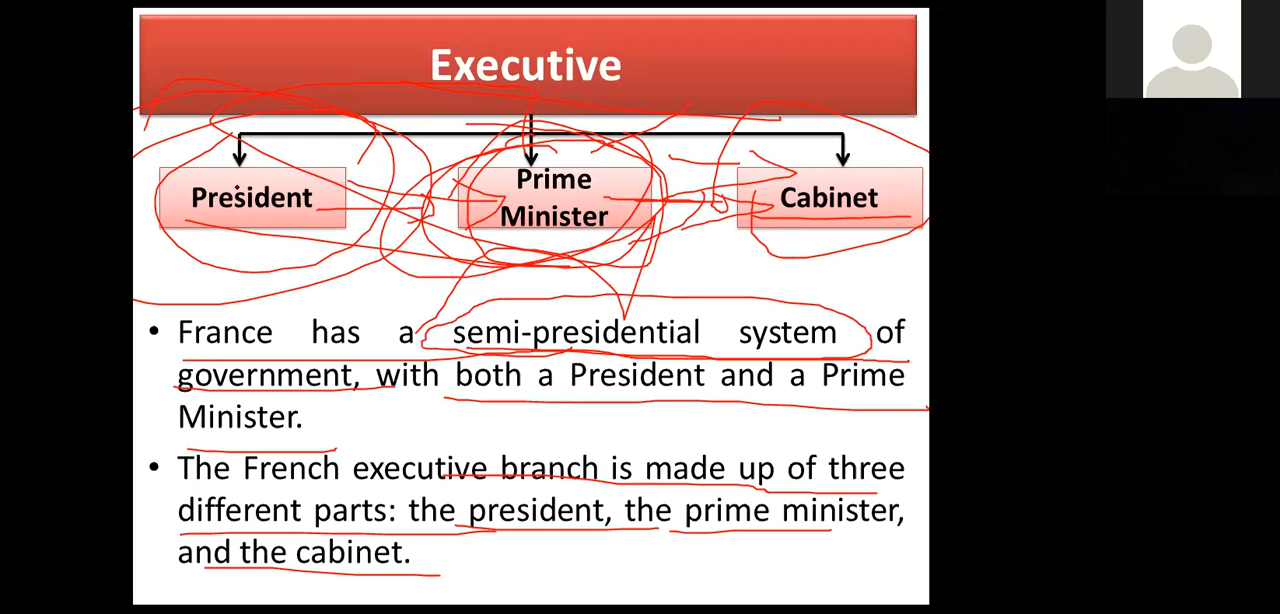 Executive
President
Prime
Minister
Cabinet
• France has a semi-presidential system of
government, with both a President and a Prime
Minister.
• The French executive branch is made up of three
different parts: the president, the prime minister,
and the cabinet.